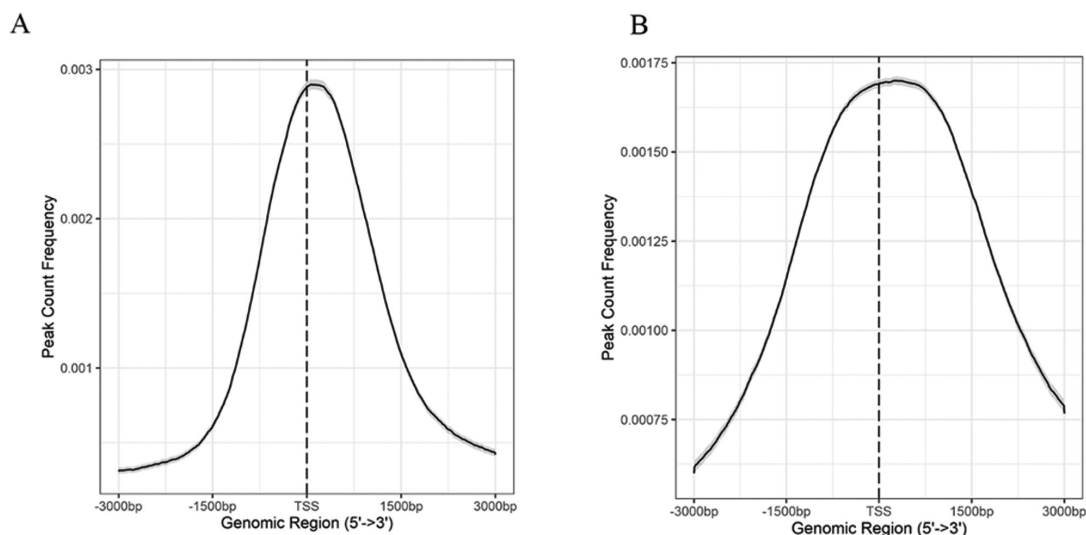 A
B
Peak Count Frequency
0.003
0.002
0.001
-3000bp
-1500bp
TSS
1500bp
3000bp
Genomic Region (5'->3')
Peak Count Frequency
0.00175
0.00150
0.00125
0.00100
0.00075
-3000bp
-1500bp
TSS
1500bp
3000bp
Genomic Region (5'->3')